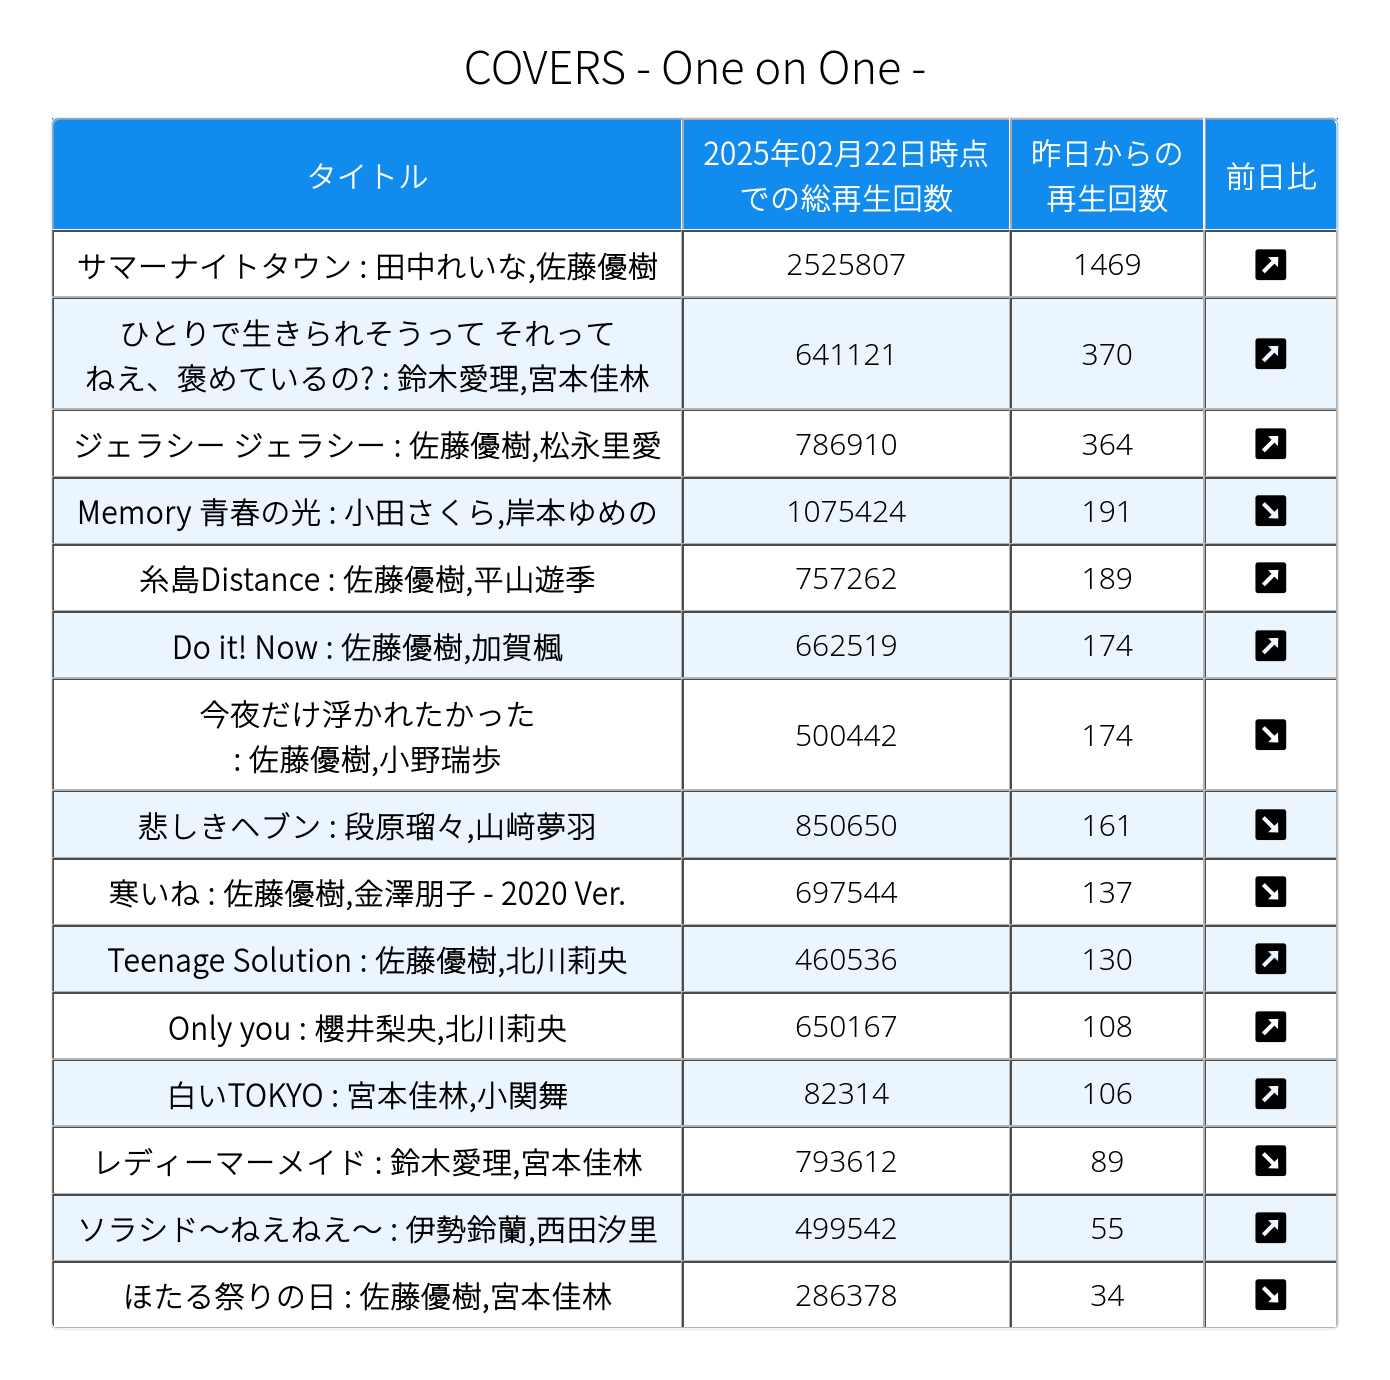 COVERS - One on One -
タイトル
2025年02月22日時点
での総再生回数
昨日からの
再生回数
前日比
サマーナイトタウン : 田中れいな,佐藤優樹
2525807
1469
ひとりで生きられそうって それって
ねえ、褒めているの? : 鈴木愛理,宮本佳林
641121
370
ジェラシー ジェラシー : 佐藤優樹,松永里愛
786910
364
Memory 青春の光 : 小田さくら,岸本ゆめの
1075424
191
糸島Distance : 佐藤優樹,平山遊季
757262
189
Do it! Now : 佐藤優樹,加賀楓
662519
174
今夜だけ浮かれたかった
: 佐藤優樹,小野瑞歩
500442
174
悲しきヘブン : 段原瑠々,山﨑夢羽
850650
161
寒いね : 佐藤優樹,金澤朋子 - 2020 Ver.
697544
137
Teenage Solution : 佐藤優樹,北川莉央
460536
130
Only you : 櫻井梨央,北川莉央
650167
108
白いTOKYO : 宮本佳林,小関舞
82314
106
レディーマーメイド : 鈴木愛理,宮本佳林
793612
89
ソラシド〜ねえねえ〜 : 伊勢鈴蘭,西田汐里
499542
55
ほたる祭りの日 : 佐藤優樹,宮本佳林
286378
34